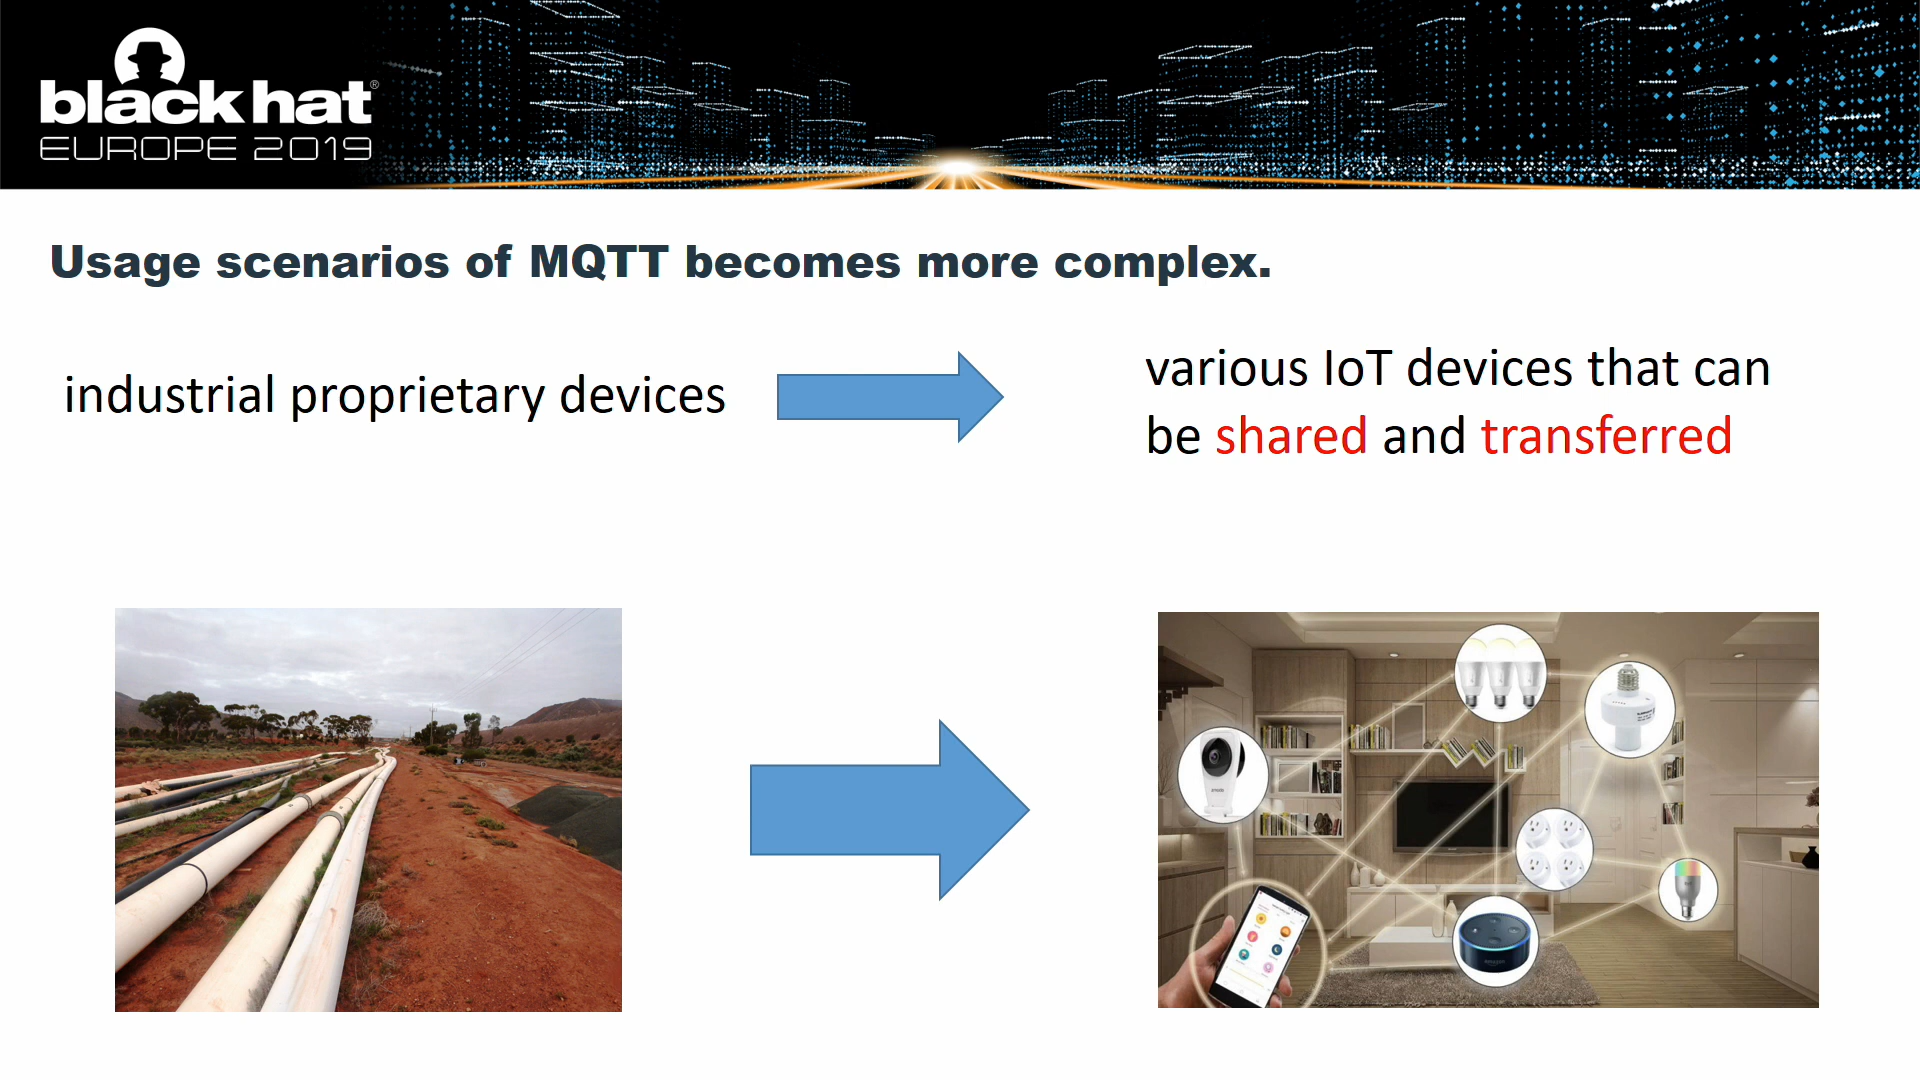 black hat®
EUROPE 2019
Usage scenarios of MQTT becomes more complex.
industrial proprietary devices
various IoT devices that can
be shared and transferred
amazon